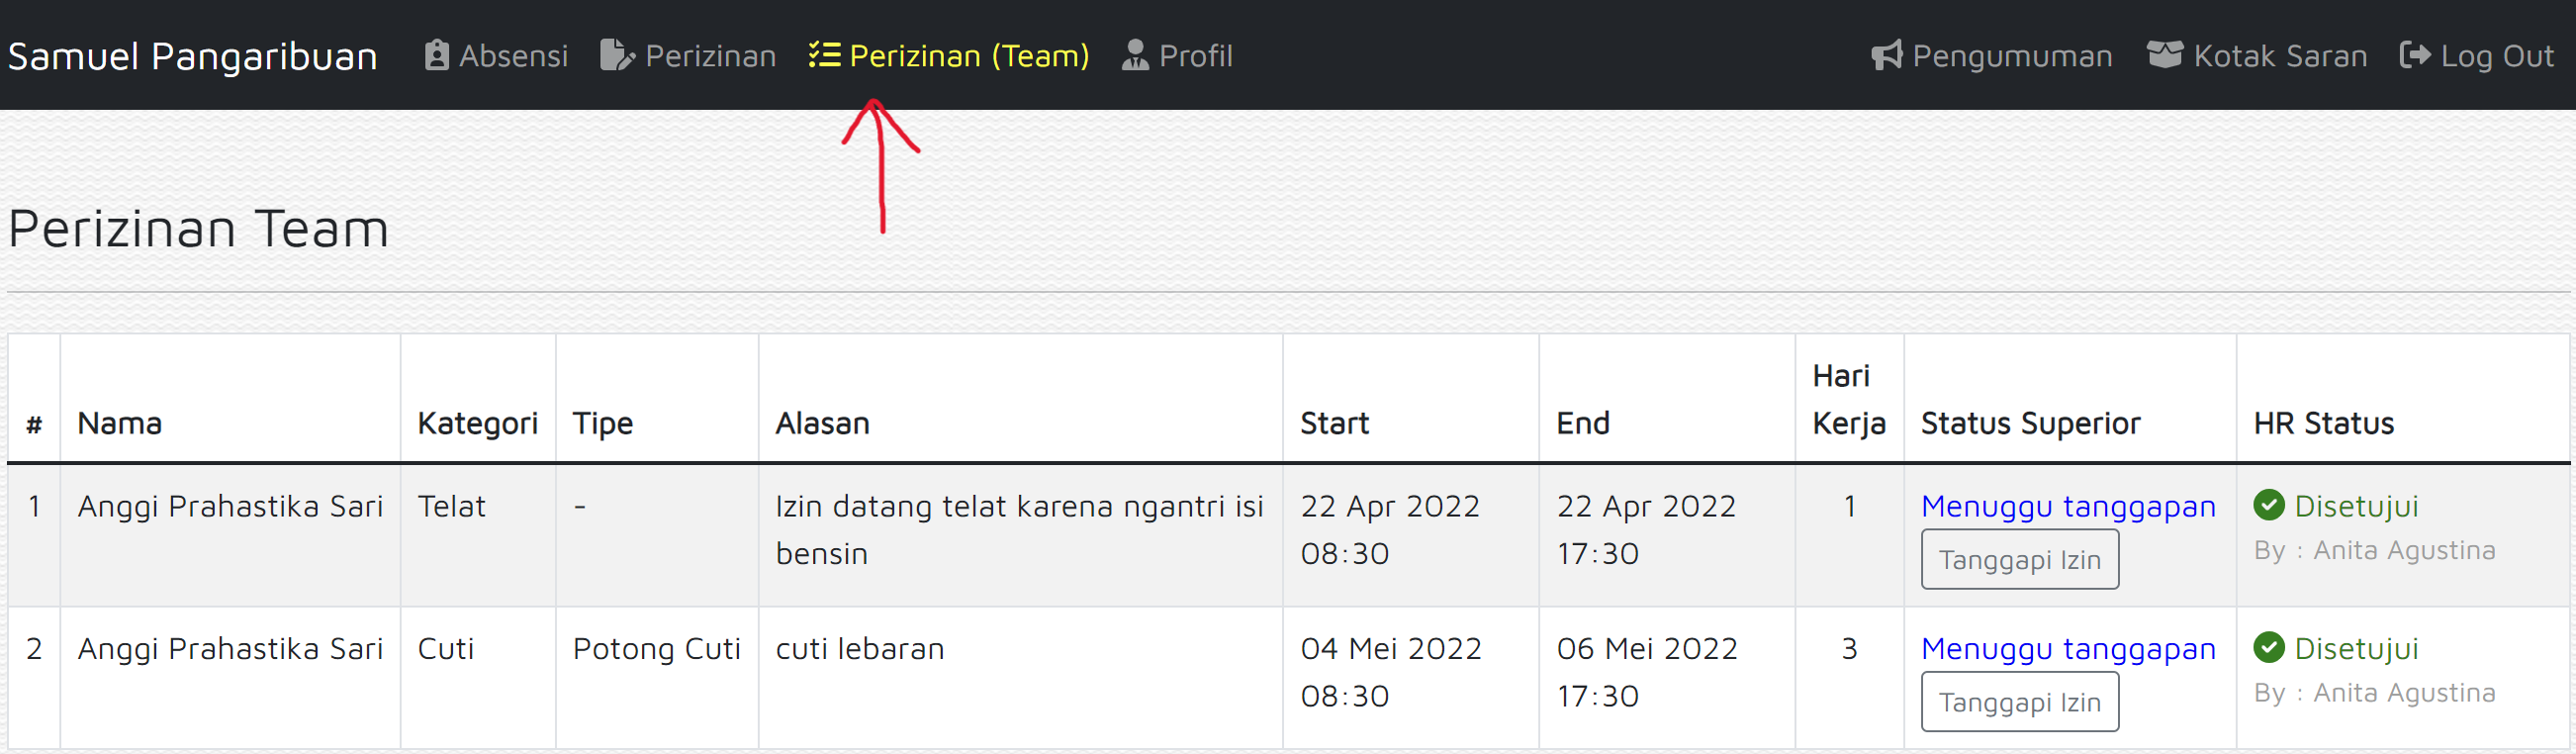 Samuel Pangaribuan Absensi Perizinan Perizinan (Team) Profil Pengumuman Kotak Saran Log Out
Perizinan Team
# Nama Kategori Tipe Alasan Start End Hari Kerja Status Superior HR Status
1 Anggi Prahastika Sari Telat - Izin datang telat karena ngantri isi 22 Apr 2022 22 Apr 2022 1 Menuggu tanggapan Disetujui
bensin 08:30 17:30 Tanggapi Izin By : Anita Agustina
2 Anggi Prahastika Sari Cuti Potong Cuti cuti lebaran 04 Mei 2022 06 Mei 2022 3 Menuggu tanggapan Disetujui
08:30 17:30 Tanggapi Izin By : Anita Agustina